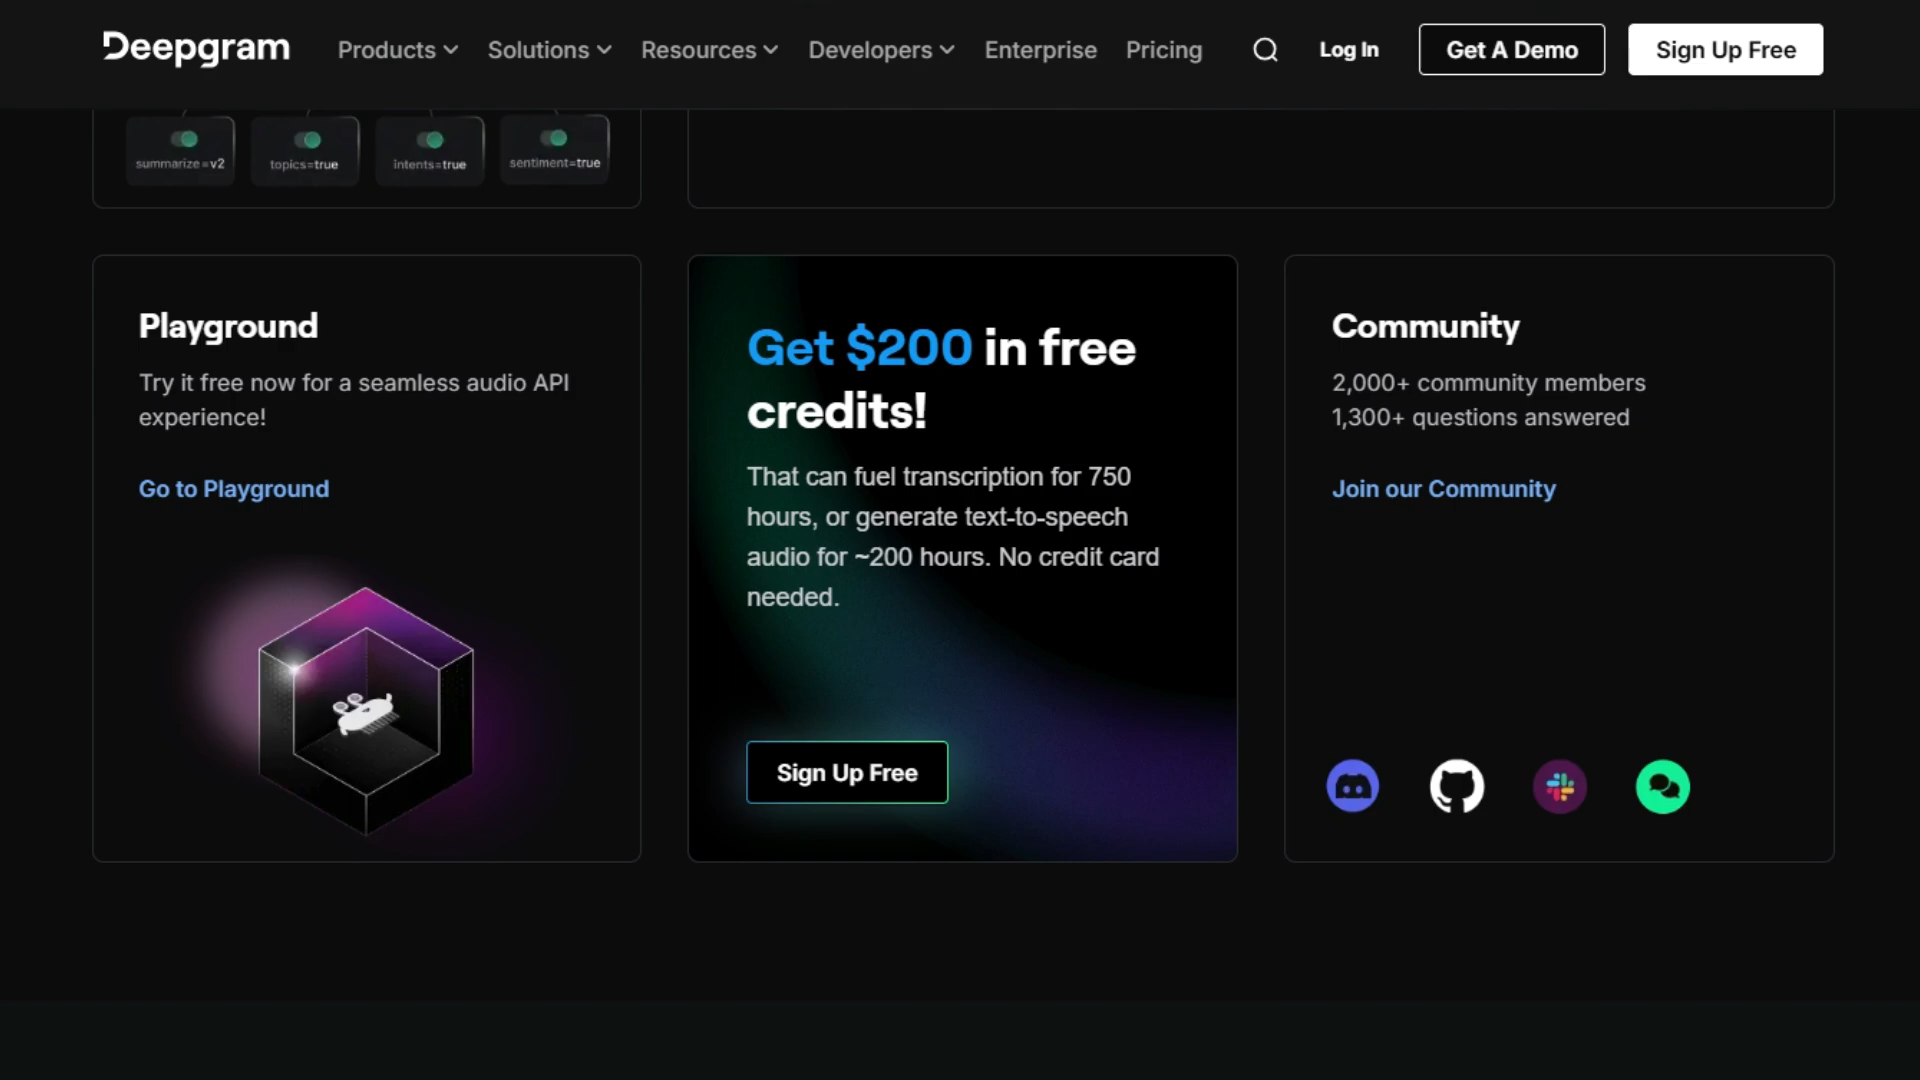 Deepgram Products Solutions Resources Developers Enterprise Pricing Log In Get A Demo Sign Up Free
summarize=v2 topics=true intents=true sentiment=true
Playground
Try it free now for a seamless audio API
experience!
Go to Playground
Get $200 in free
credits!
That can fuel transcription for 750
hours, or generate text-to-speech
audio for ~200 hours. No credit card
needed.
Sign Up Free
Community
2,000+ community members
1,300+ questions answered
Join our Community